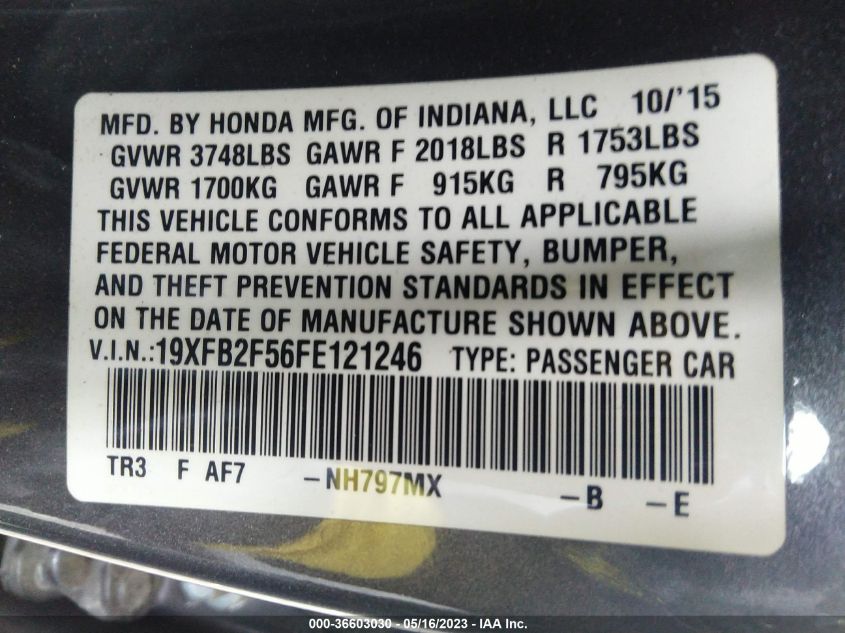 MFD. BY HONDA MFG. OF INDIANA, LLC 10/'15
GVWR 3748LBS GAWR F 2018LBS R 1753LBS
GVWR 1700KG GAWR F 915KG R 795KG
THIS VEHICLE CONFORMS TO ALL APPLICABLE
FEDERAL MOTOR VEHICLE SAFETY, BUMPER,
AND THEFT PREVENTION STANDARDS IN EFFECT
ON THE DATE OF MANUFACTURE SHOWN ABOVE.
V.I.N.:19XFB2F56FE121246 TYPE: PASSENGER CAR
TR3 F AF7 -NH797MX -B -E
000-36603030 - 05/16/2023 - IAA Inc.